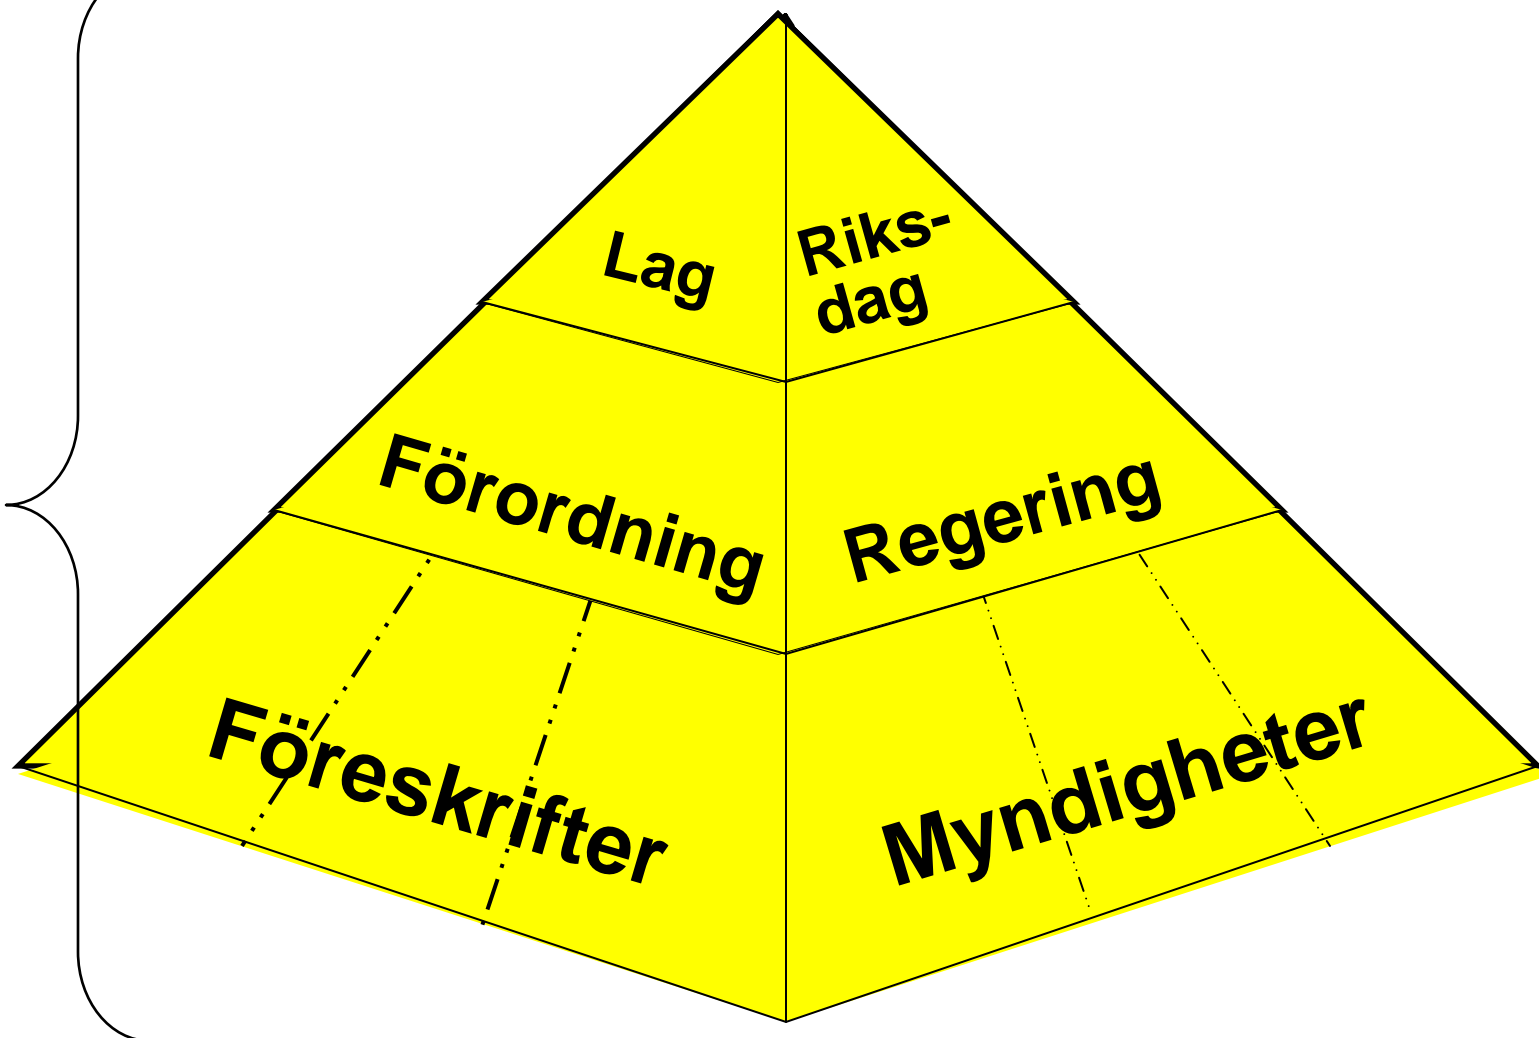 Lag
Riks-
dag
Förordning
Regering
Föreskrifter
Myndigheter